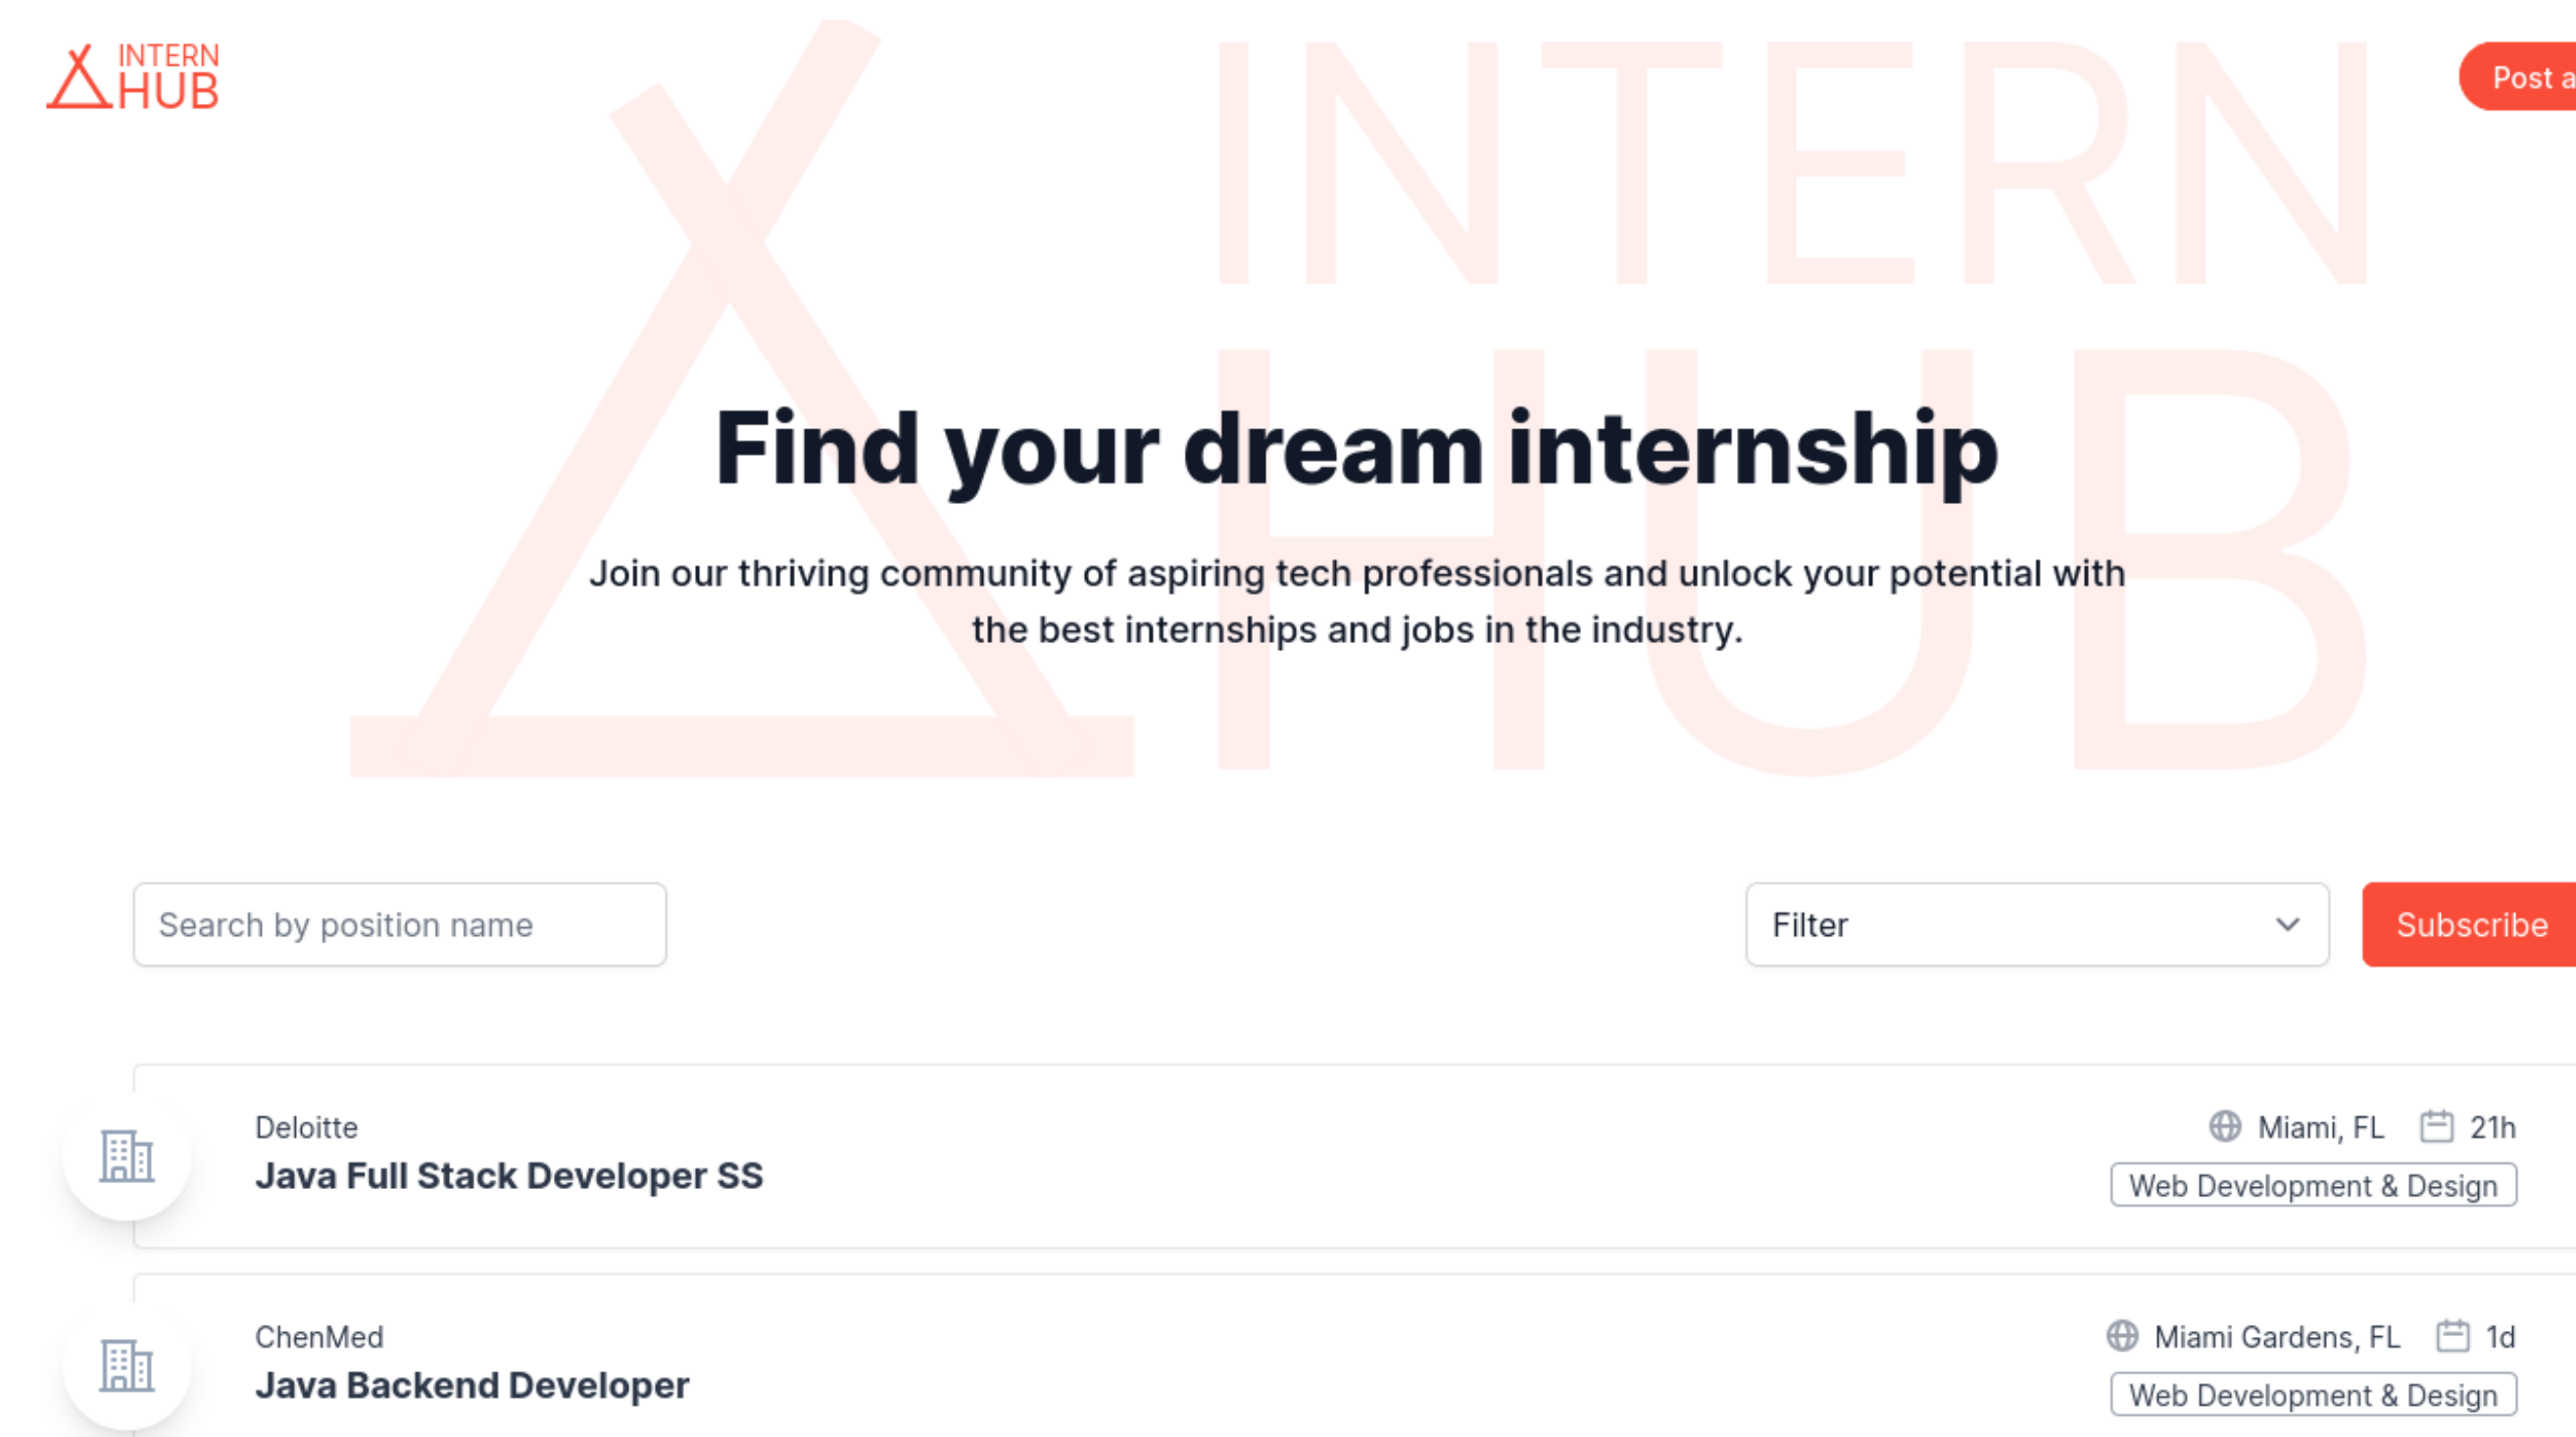 INTERN
HUB
Post a
INTERN
HUB
Find your dream internship
Join our thriving community of aspiring tech professionals and unlock your potential with
the best internships and jobs in the industry.
Search by position name
Filter
Subscribe
Deloitte
Java Full Stack Developer SS
Miami, FL 21h
Web Development & Design
ChenMed
Java Backend Developer
Miami Gardens, FL 1d
Web Development & Design